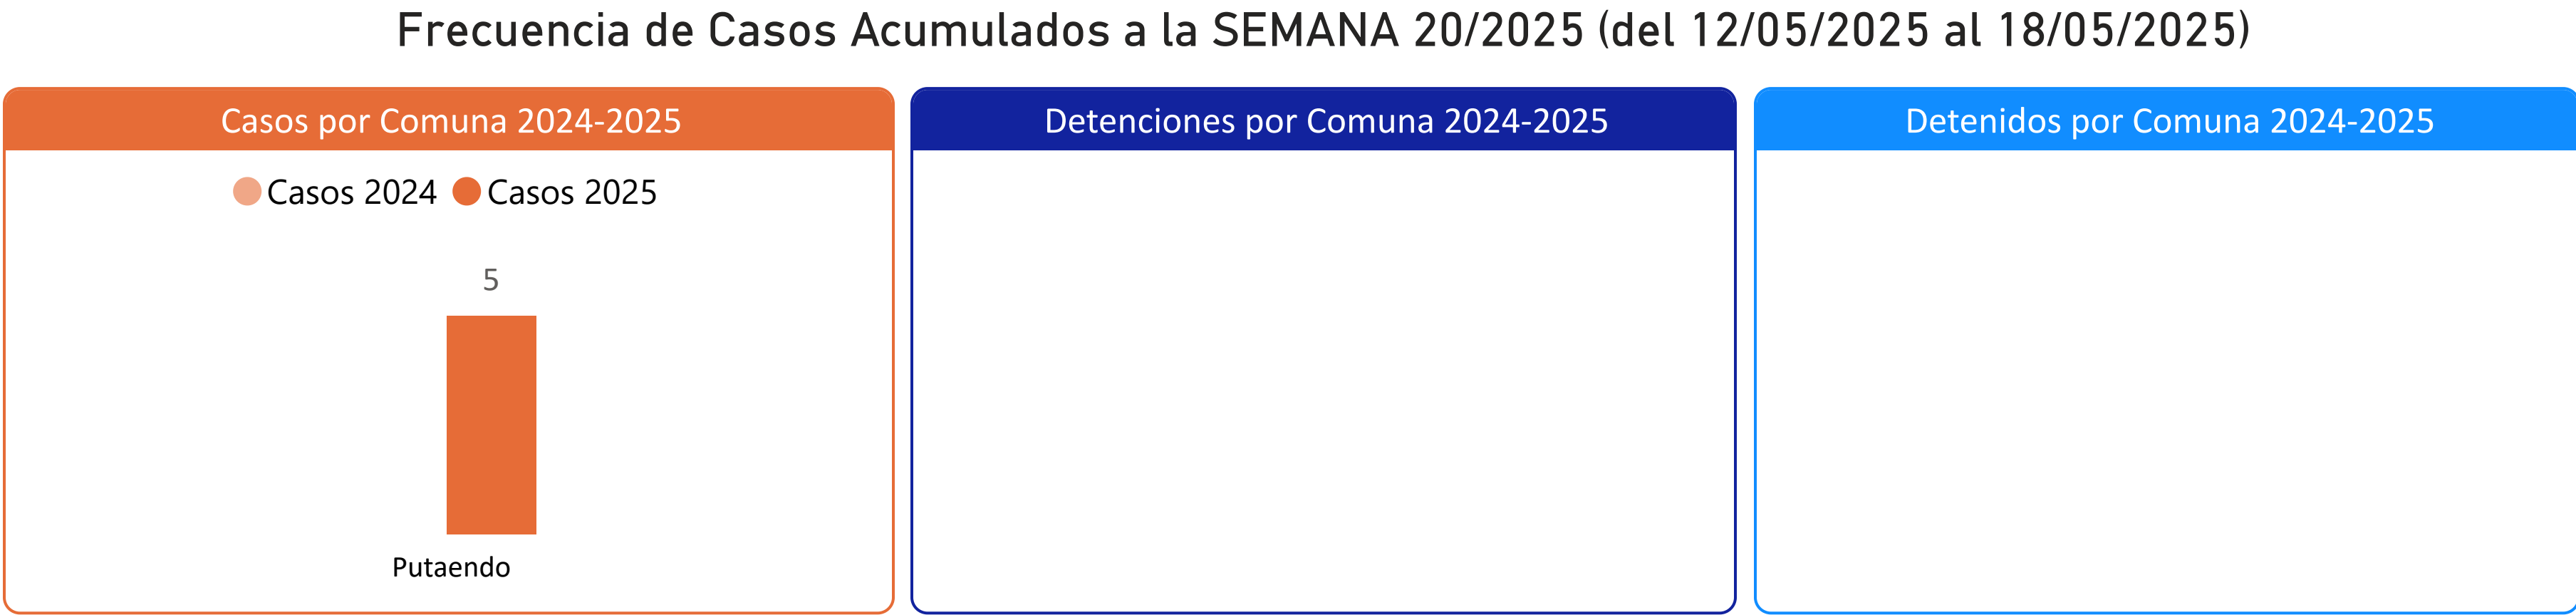 Frecuencia de Casos Acumulados a la SEMANA 20/2025 (del 12/05/2025 al 18/05/2025)
Casos por Comuna 2024-2025
Casos 2024 Casos 2025
5
Putaendo
Detenciones por Comuna 2024-2025
Detenidos por Comuna 2024-2025